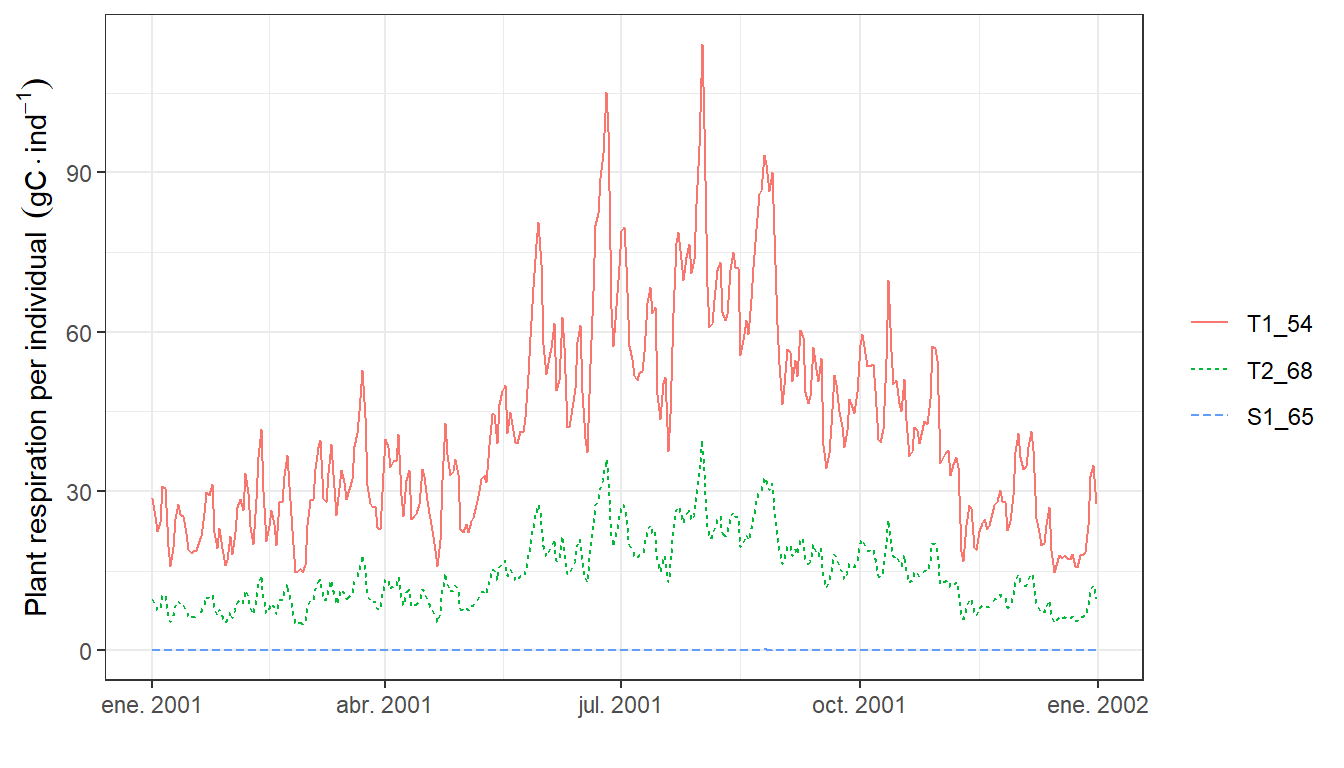 Plant respiration per individual (gC · ind⁻¹)
90
60
30
0
ene. 2001 abr. 2001 jul. 2001 oct. 2001 ene. 2002
T1_54
T2_68
S1_65